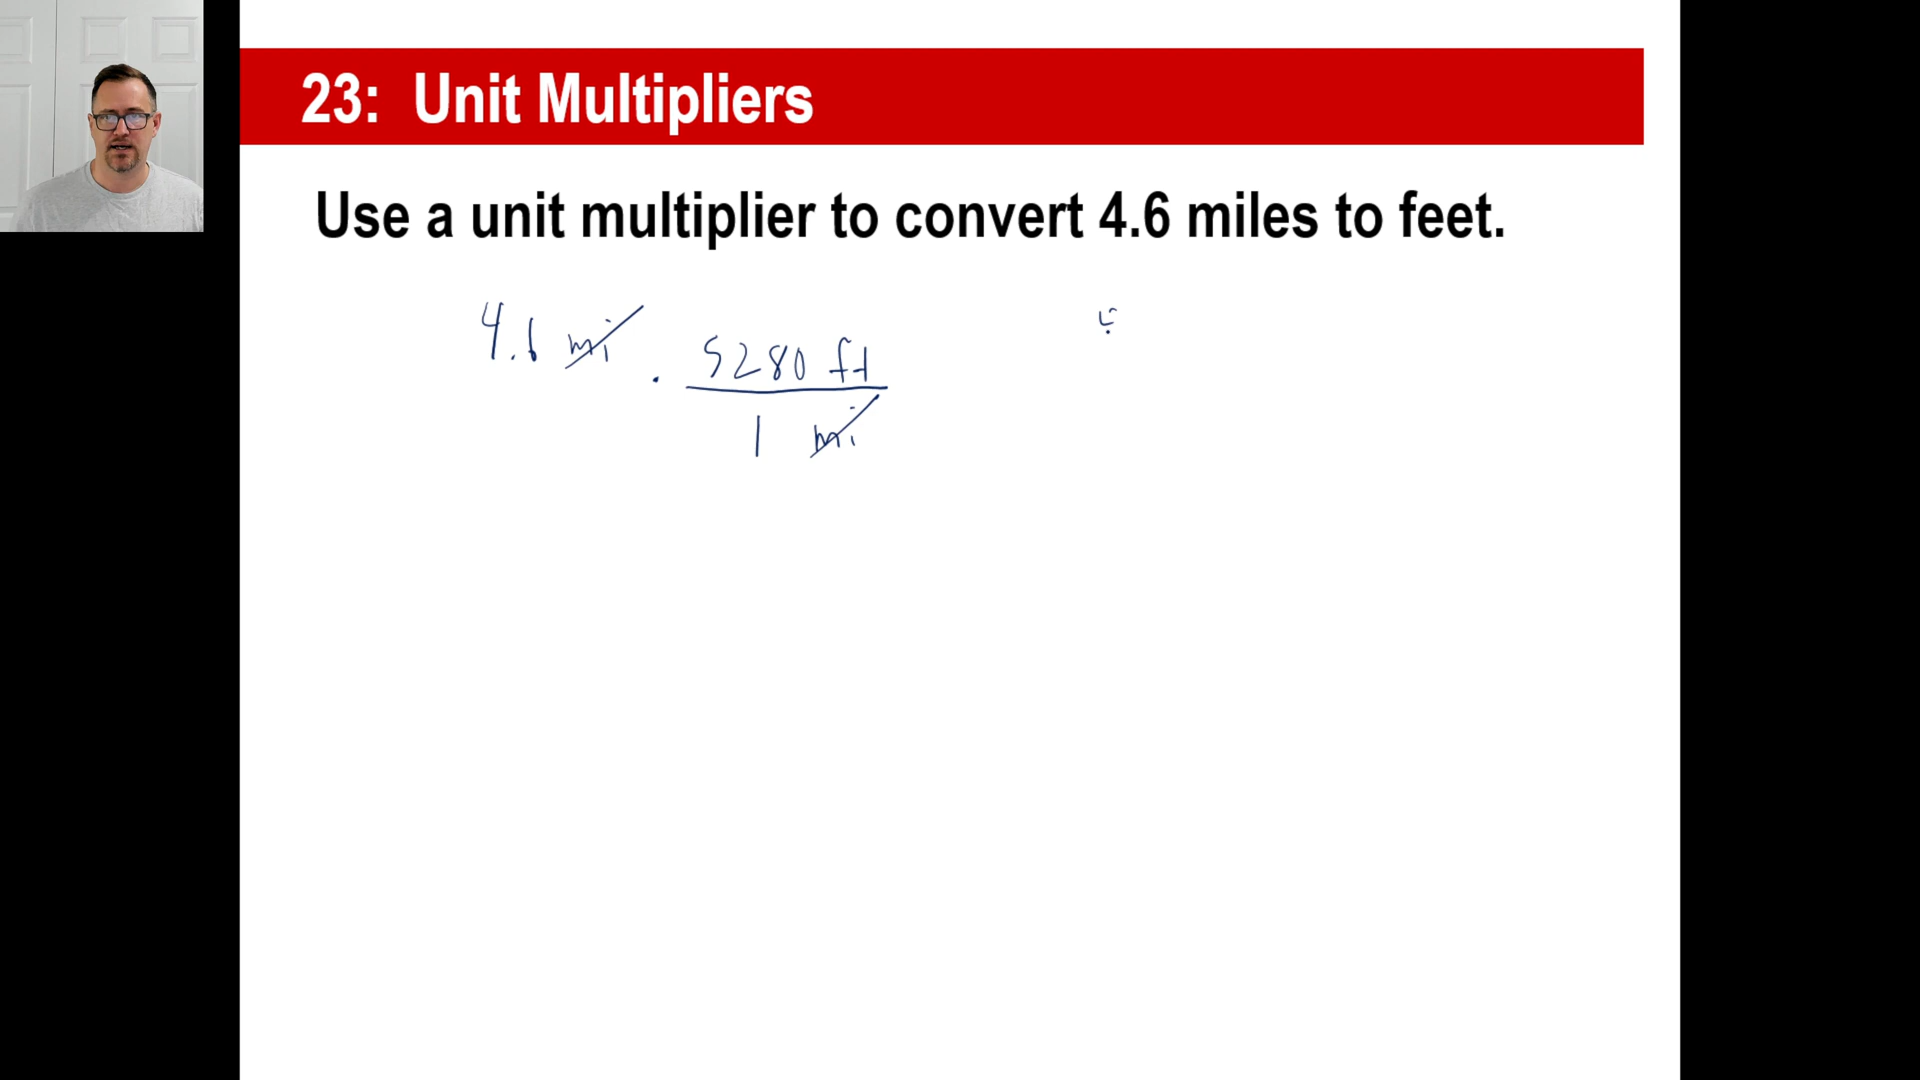 23: Unit Multipliers
Use a unit multiplier to convert 4.6 miles to feet.
4.6 mi · 5280 ft
1 mi